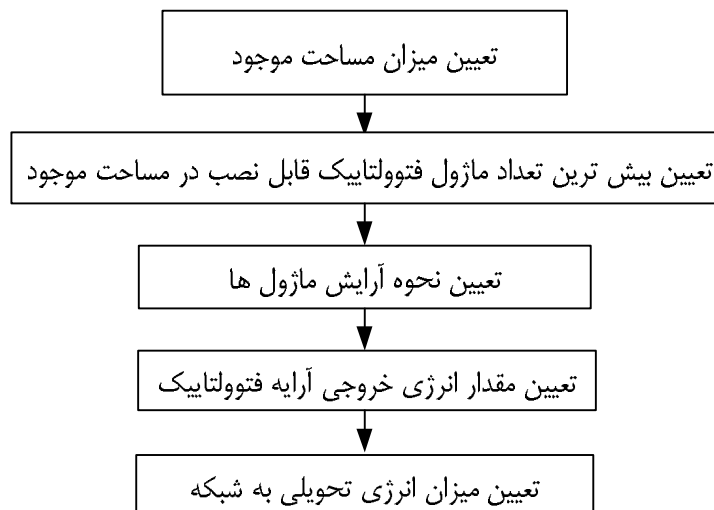 تعیین میزان مساحت موجود
تعیین بیش ترین تعداد ماژول فتوولتاییک قابل نصب در مساحت موجود
تعیین نحوه آرایش ماژول ها
تعیین مقدار انرژی خروجی آرایه فتوولتاییک
تعیین میزان انرژی تحویلی به شبکه